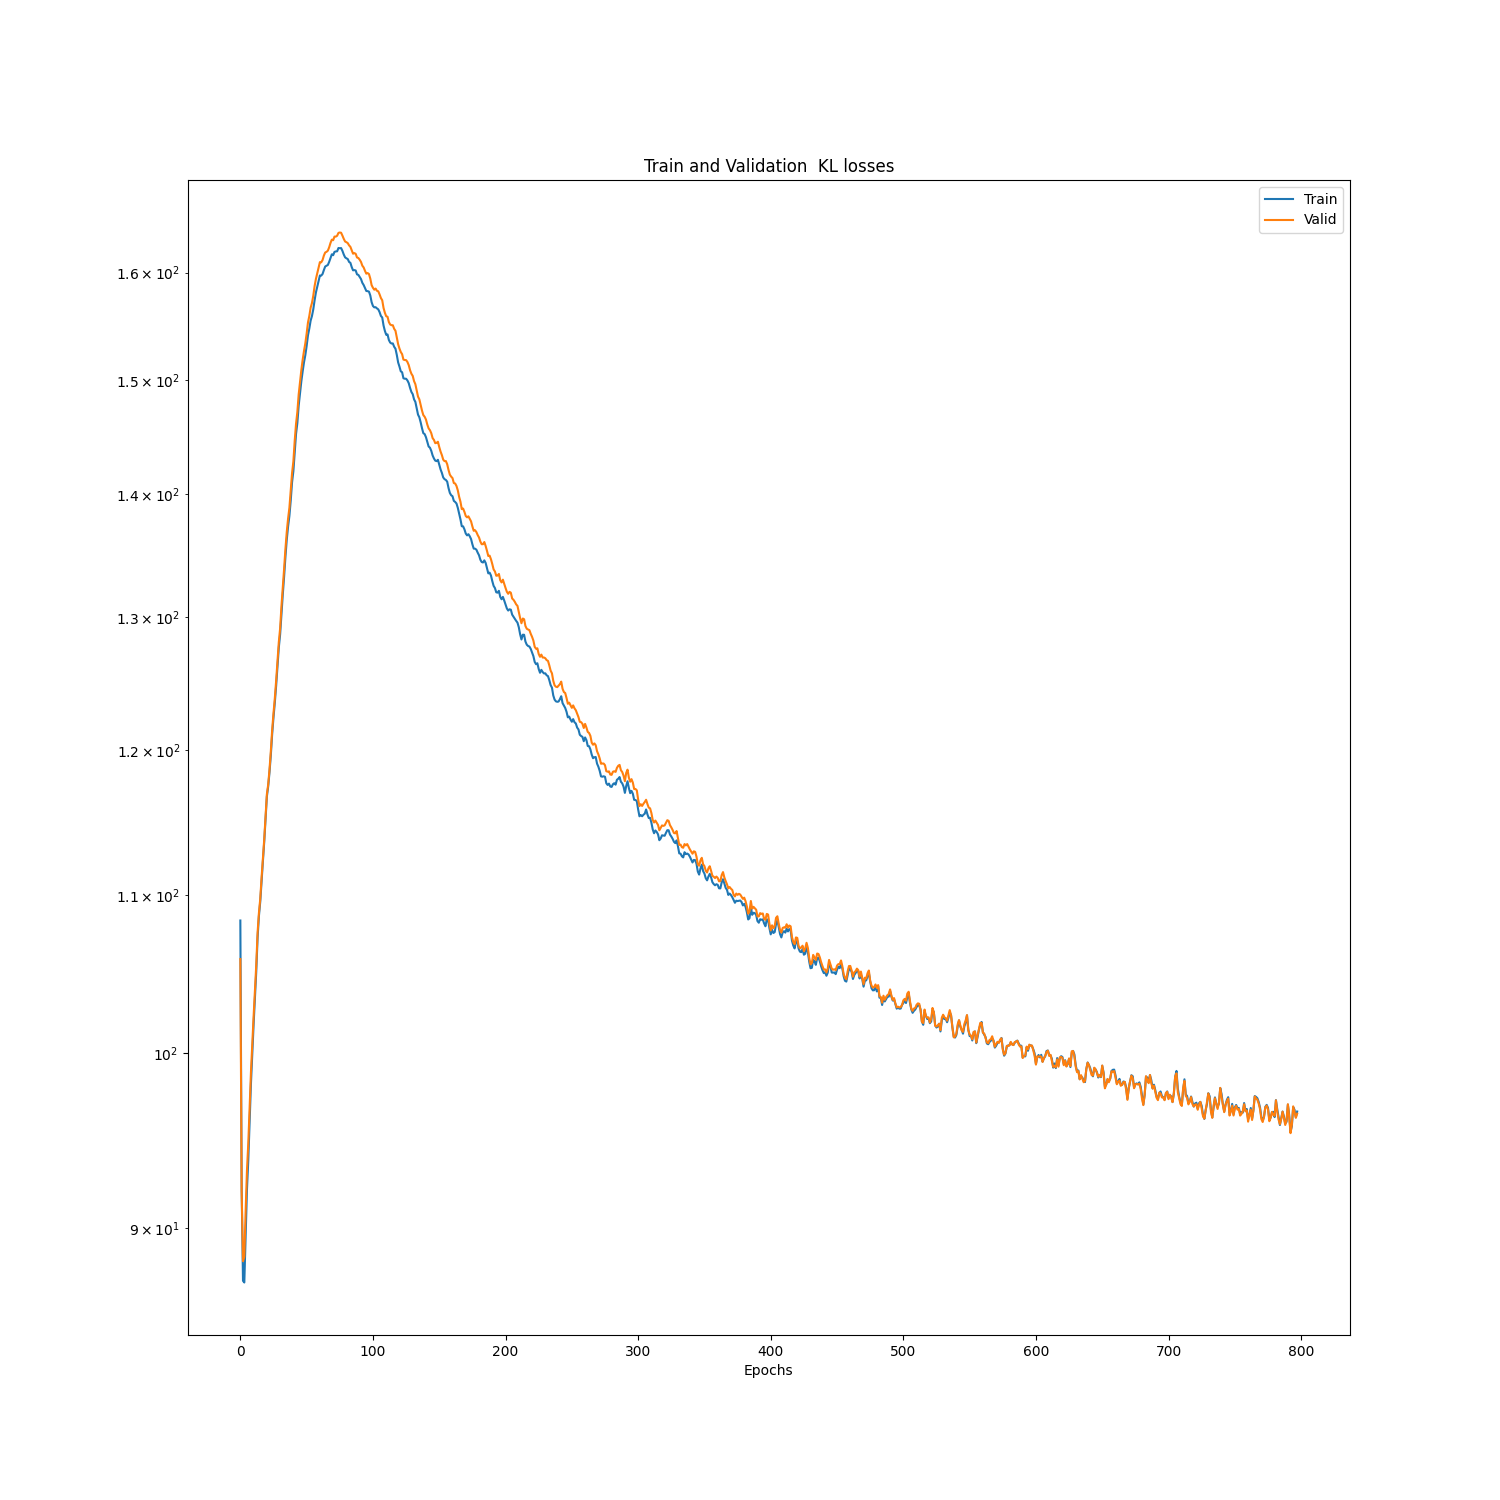 Train and Validation  KL losses
Train
Valid
1.6 × 10²
1.5 × 10²
1.4 × 10²
1.3 × 10²
1.2 × 10²
1.1 × 10²
10²
9 × 10¹
0 100 200 300 400 500 600 700 800
Epochs